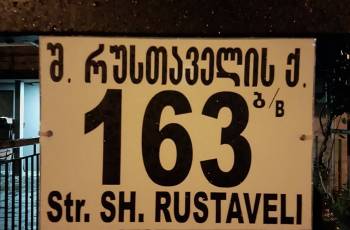 შ. რუსთაველის ქ.
163 ბ/B
Str. SH. RUSTAVELI